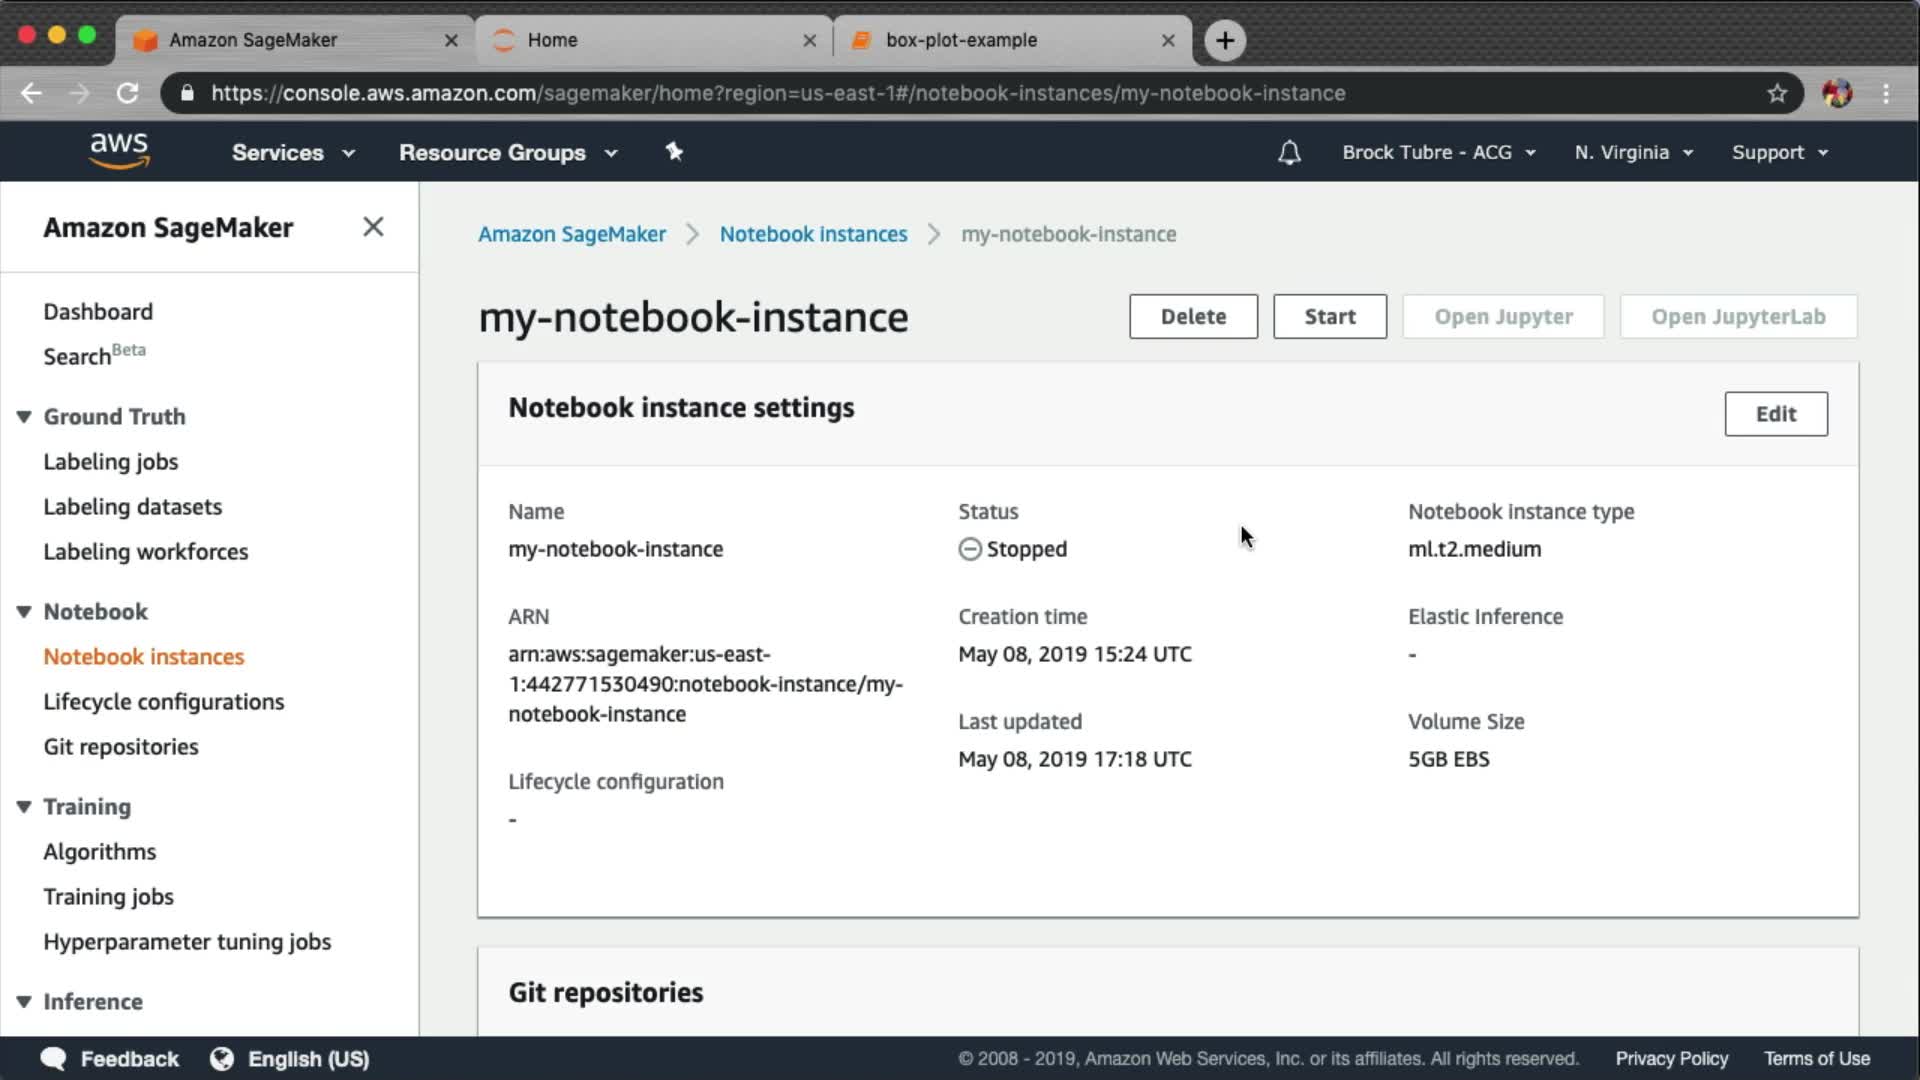 Amazon SageMaker
Home
box-plot-example
https://console.aws.amazon.com/sagemaker/home?region=us-east-1#/notebook-instances/my-notebook-instance
aws
Services
Resource Groups
Brock Tubre - ACG
N. Virginia
Support
Amazon SageMaker
Dashboard
Search Beta
Ground Truth
Labeling jobs
Labeling datasets
Labeling workforces
Notebook
Notebook instances
Lifecycle configurations
Git repositories
Training
Algorithms
Training jobs
Hyperparameter tuning jobs
Inference
Amazon SageMaker
Notebook instances
my-notebook-instance
my-notebook-instance
Delete
Start
Open Jupyter
Open JupyterLab
Notebook instance settings
Edit
Name
my-notebook-instance
ARN
arn:aws:sagemaker:us-east-
1:442771530490:notebook-instance/my-
notebook-instance
Lifecycle configuration
-
Status
Stopped
Creation time
May 08, 2019 15:24 UTC
Last updated
May 08, 2019 17:18 UTC
Notebook instance type
ml.t2.medium
Elastic Inference
-
Volume Size
5GB EBS
Git repositories
Feedback
English (US)
© 2008 - 2019, Amazon Web Services, Inc. or its affiliates. All rights reserved.
Privacy Policy
Terms of Use